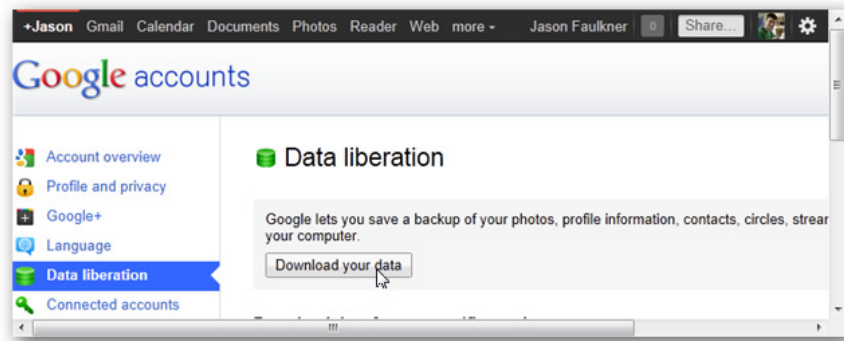 +Jason Gmail Calendar Documents Photos Reader Web more Jason Faulkner 0 Share...
Google accounts
Account overview
Profile and privacy
Google+
Language
Data liberation
Connected accounts
Data liberation
Google lets you save a backup of your photos, profile information, contacts, circles, strear
your computer.
Download your data